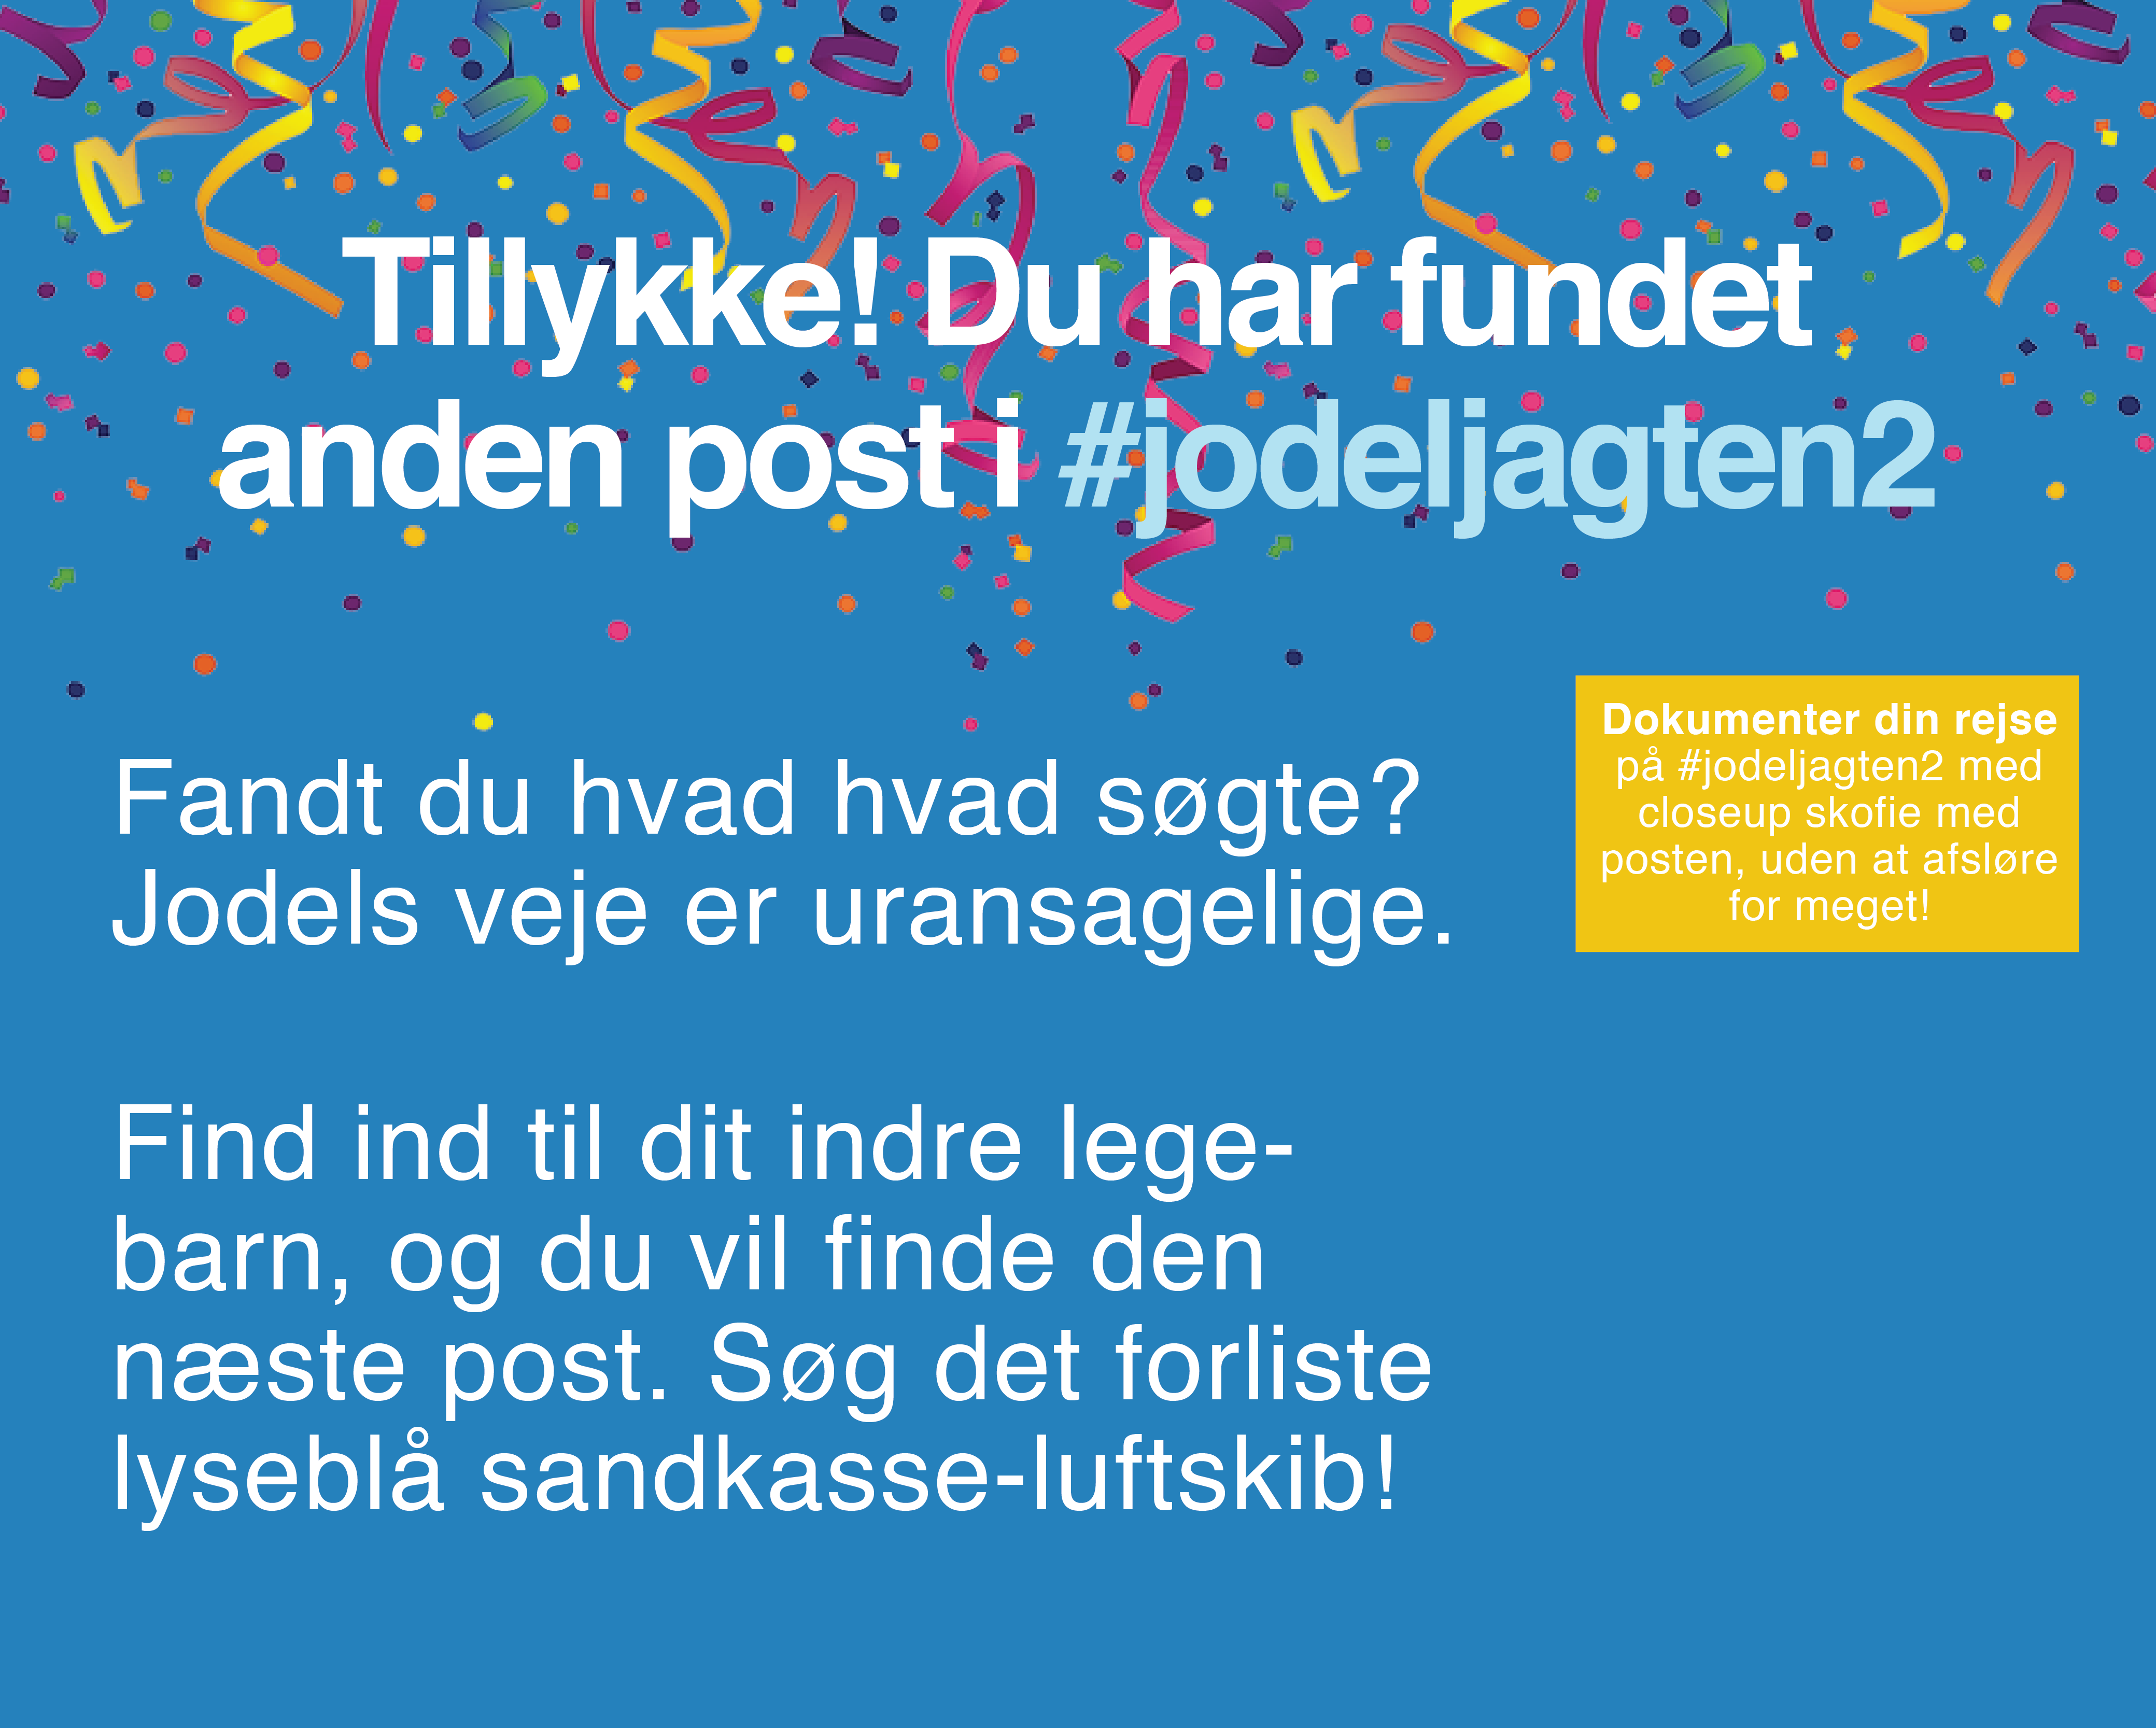 Tillykke! Du har fundet
anden post i #jodeljagten2
Fandt du hvad hvad søgte?
Jodels veje er uransagelige.
Dokumenter din rejse
på #jodeljagten2 med
closeup skofie med
posten, uden at afsløre
for meget!
Find ind til dit indre lege-
barn, og du vil finde den
næste post. Søg det forliste
lyseblå sandkasse-luftskib!